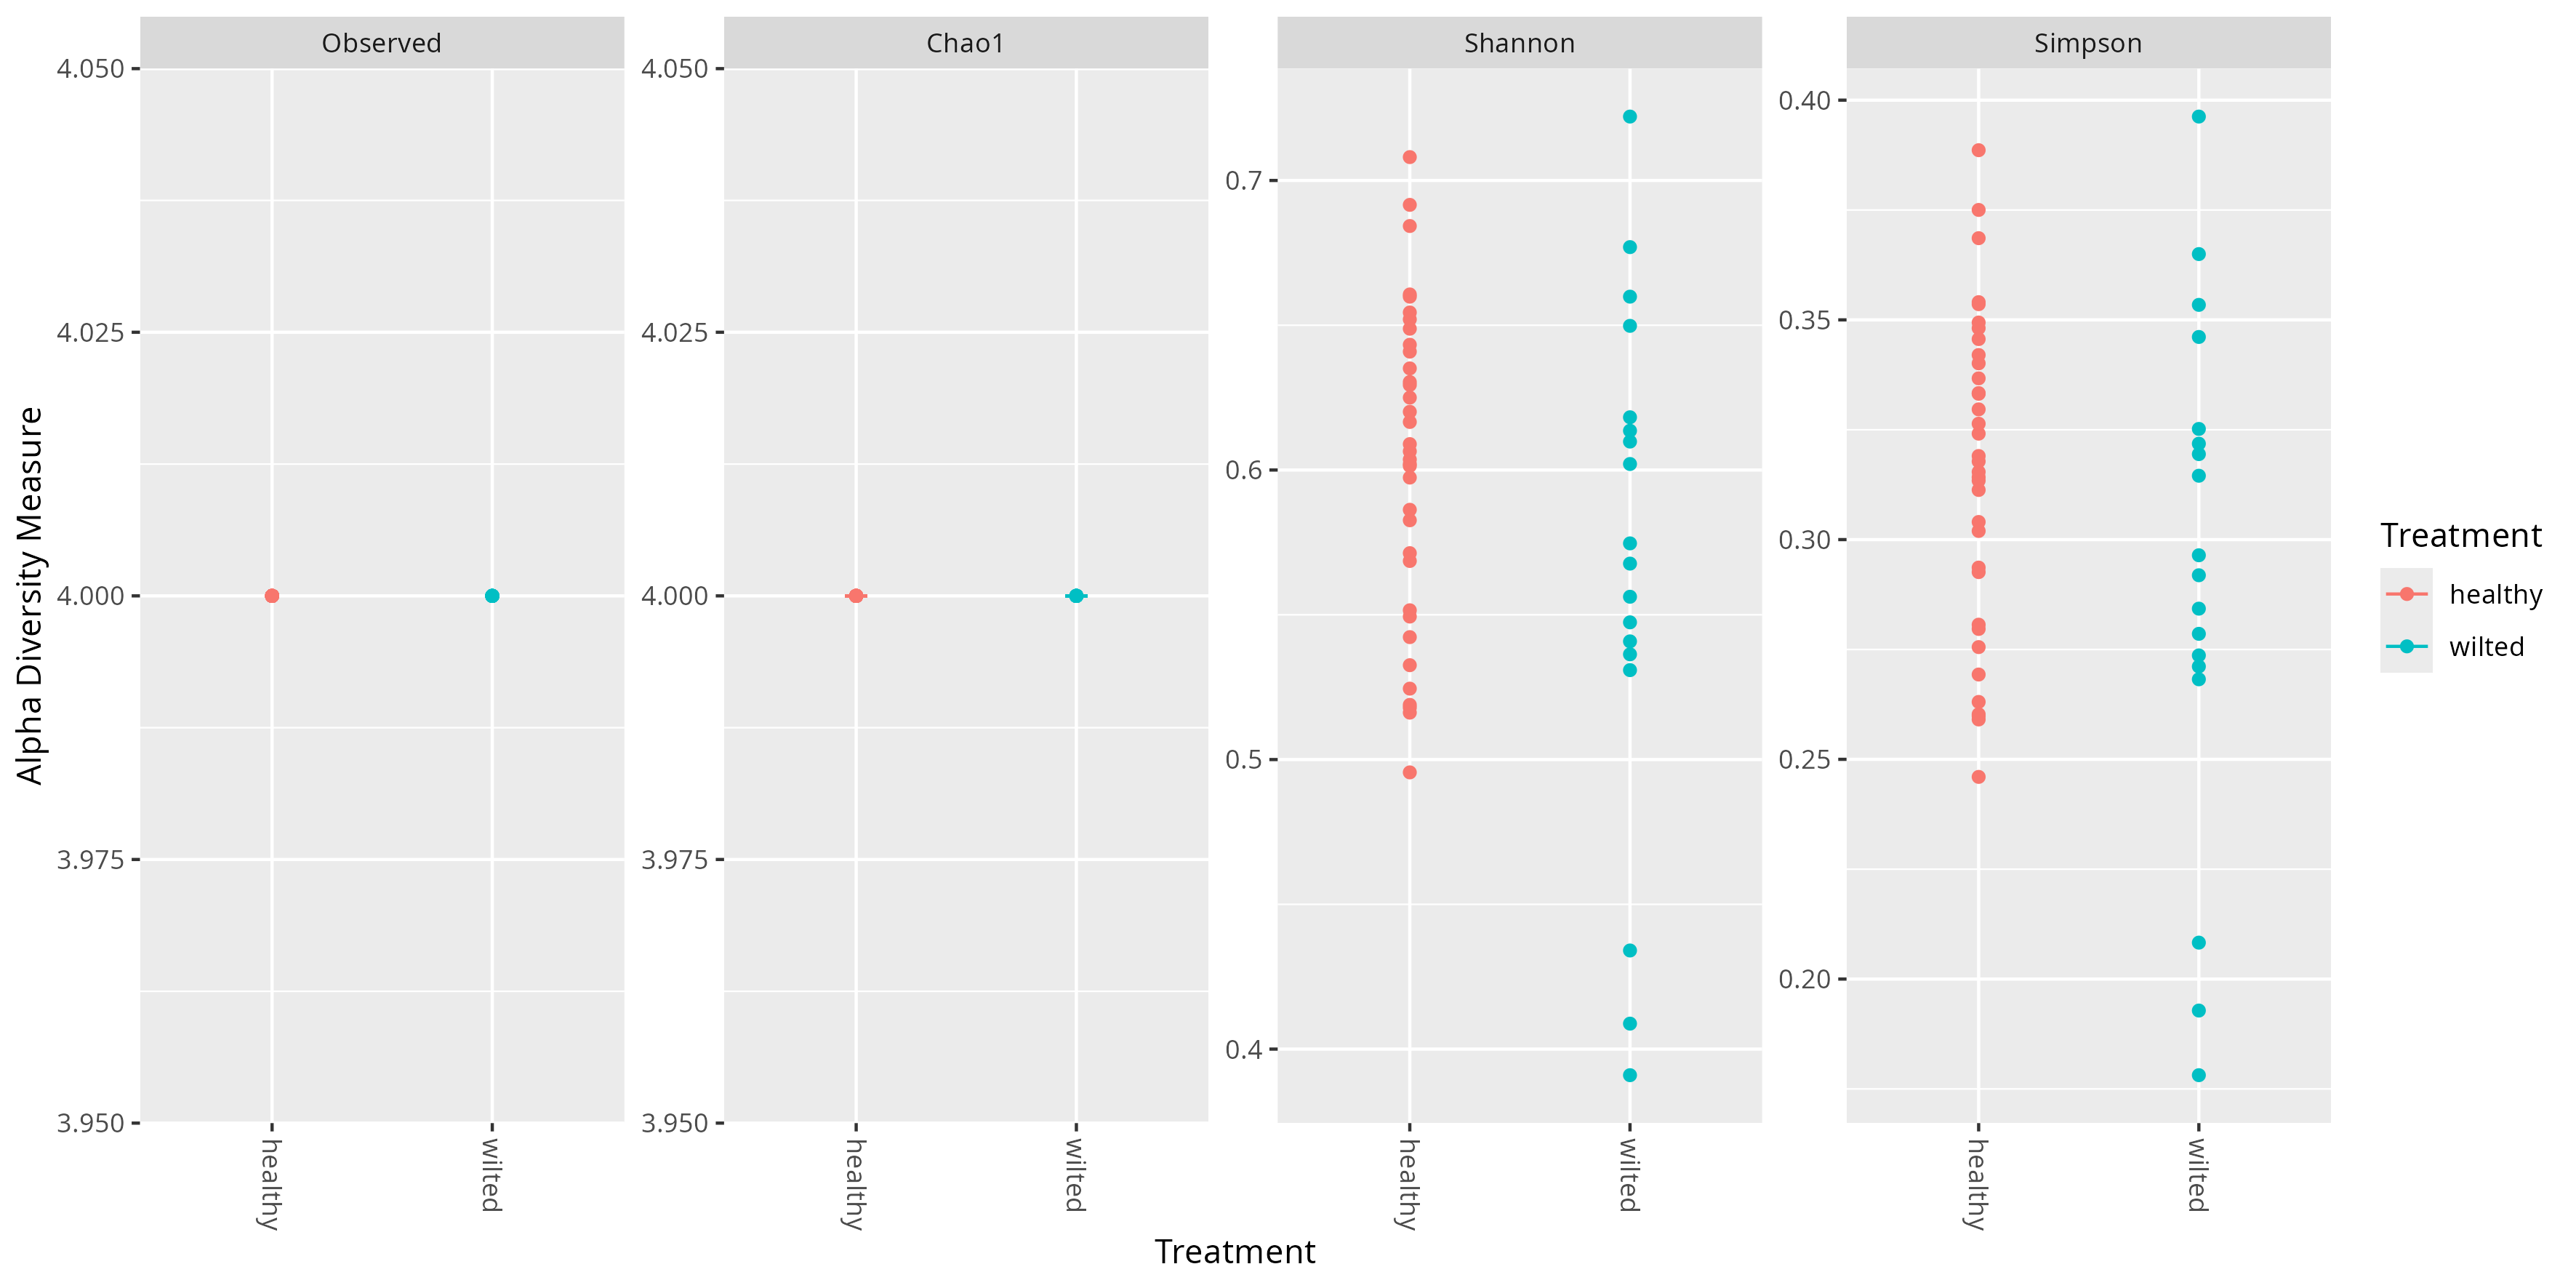 Observed
Chao1
Shannon
Simpson
4.050
4.025
4.000
3.975
3.950
4.050
4.025
4.000
3.975
3.950
0.7
0.6
0.5
0.4
0.40
0.35
0.30
0.25
0.20
Alpha Diversity Measure
healthy
wilted
healthy
wilted
healthy
wilted
healthy
wilted
Treatment
Treatment
healthy
wilted